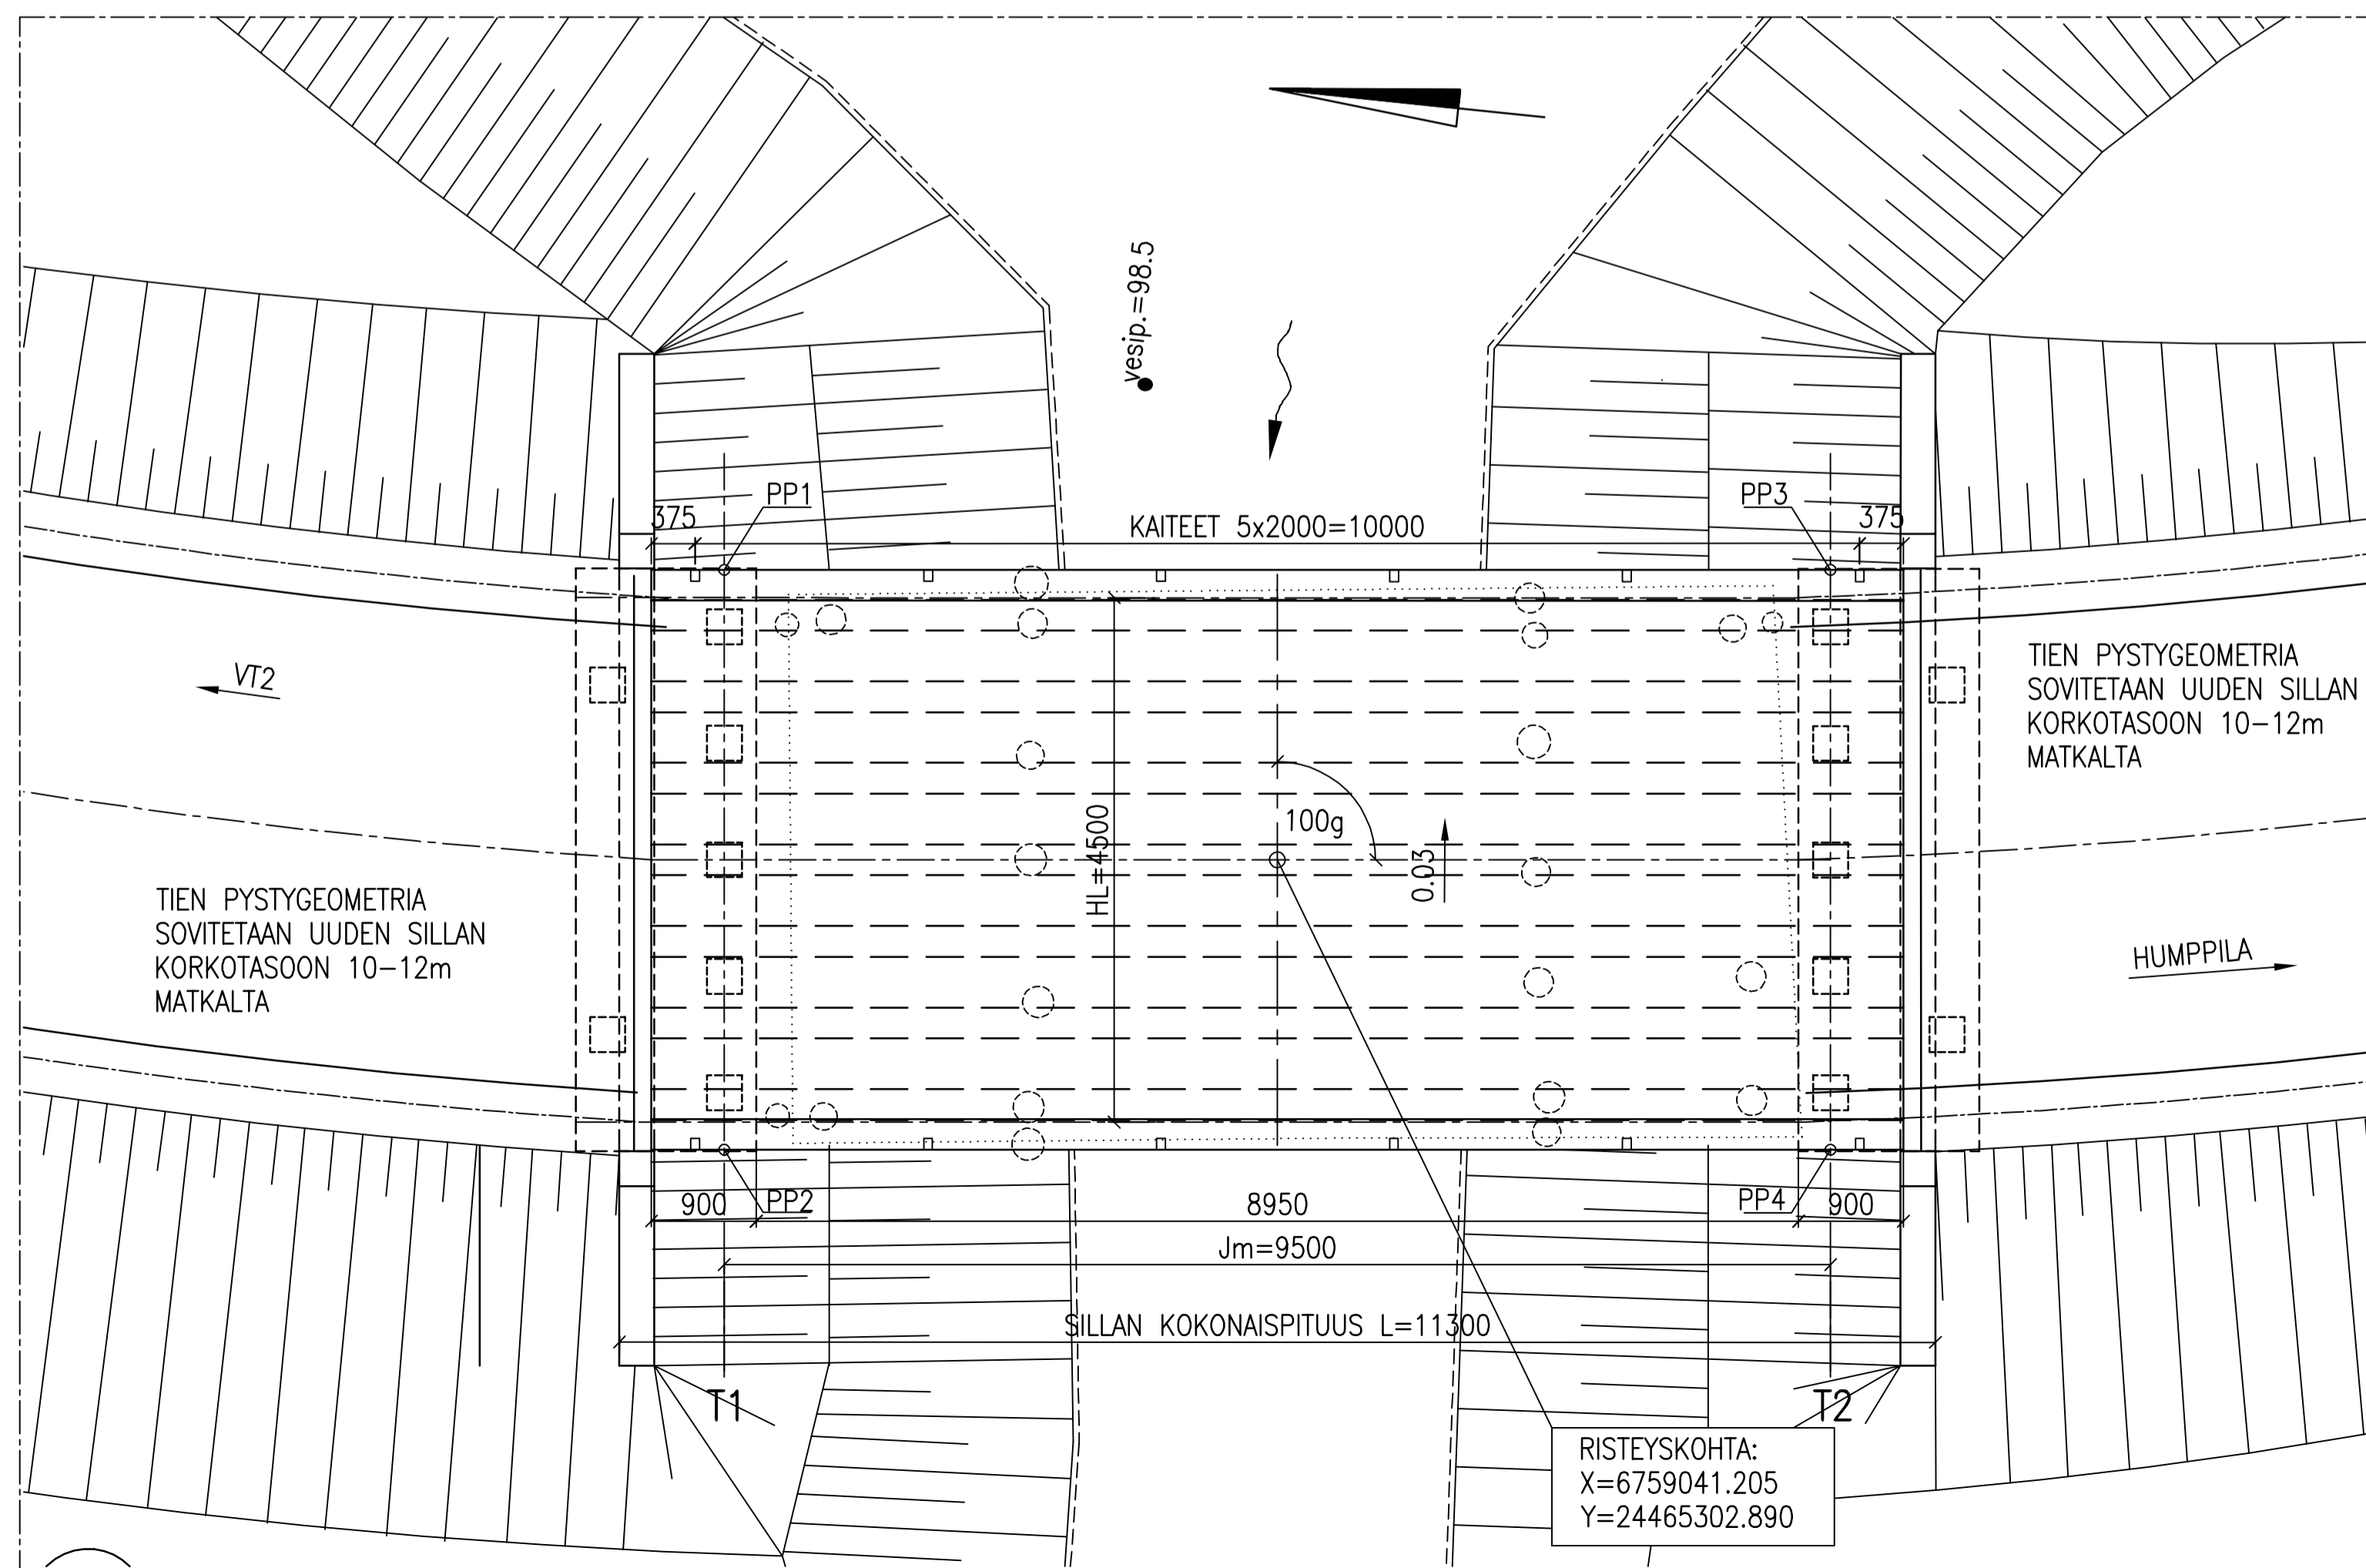 vesip.=98.5
PP1
PP3
375
KAITEET 5x2000=10000
375
VT2
TIEN PYSTYGEOMETRIA
SOVITETAAN UUDEN SILLAN
KORKOTASOON 10-12m
MATKALTA
100g
HL=4500
0.03
TIEN PYSTYGEOMETRIA
SOVITETAAN UUDEN SILLAN
KORKOTASOON 10-12m
MATKALTA
HUMPPILA
900
PP2
8950
PP4
900
Jm=9500
SILLAN KOKONAISPITUUS L=11300
T1
T2
RISTEYSKOHTA:
X=6759041.205
Y=24465302.890